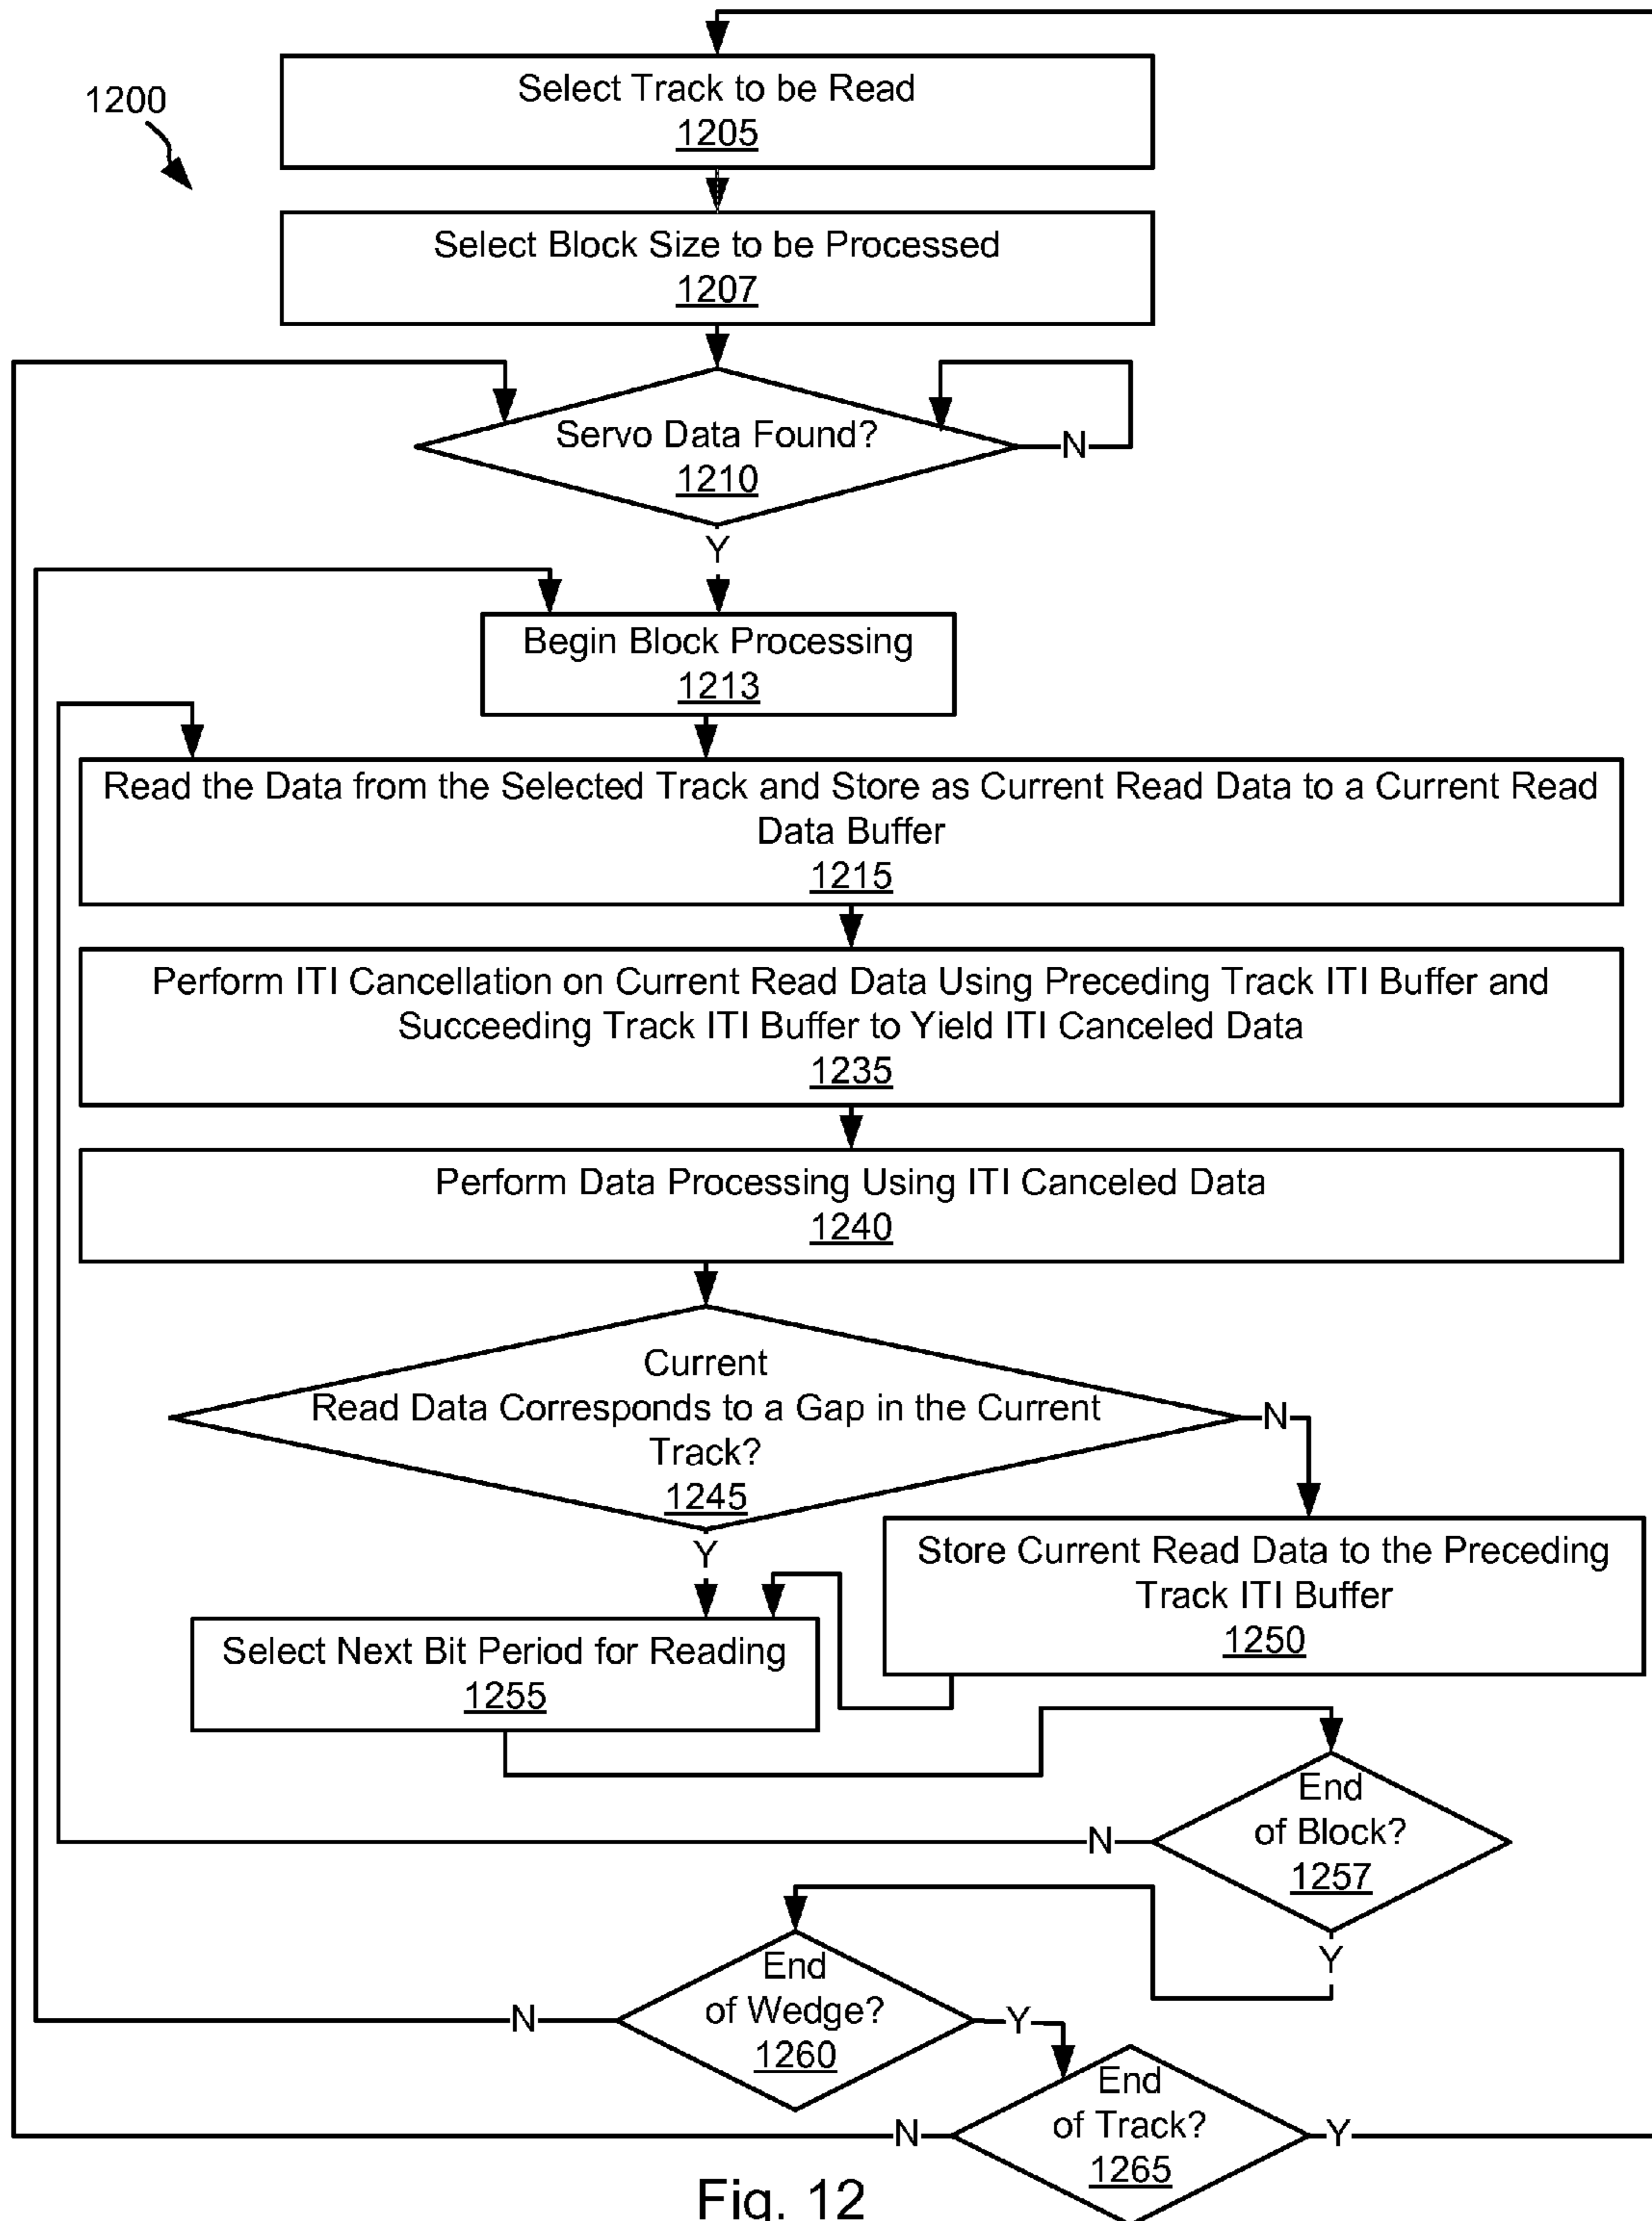 1200
Select Track to be Read
1205
Select Block Size to be Processed
1207
Servo Data Found?
1210
N
Y
Begin Block Processing
1213
Read the Data from the Selected Track and Store as Current Read Data to a Current Read
Data Buffer
1215
Perform ITI Cancellation on Current Read Data Using Preceding Track ITI Buffer and
Succeeding Track ITI Buffer to Yield ITI Canceled Data
1235
Perform Data Processing Using ITI Canceled Data
1240
Current
Read Data Corresponds to a Gap in the Current
Track?
1245
N
Y
Store Current Read Data to the Preceding
Track ITI Buffer
1250
Select Next Bit Period for Reading
1255
End
of Block?
1257
N
Y
End
of Wedge?
1260
N
Y
End
of Track?
1265
N
Y
Fig. 12